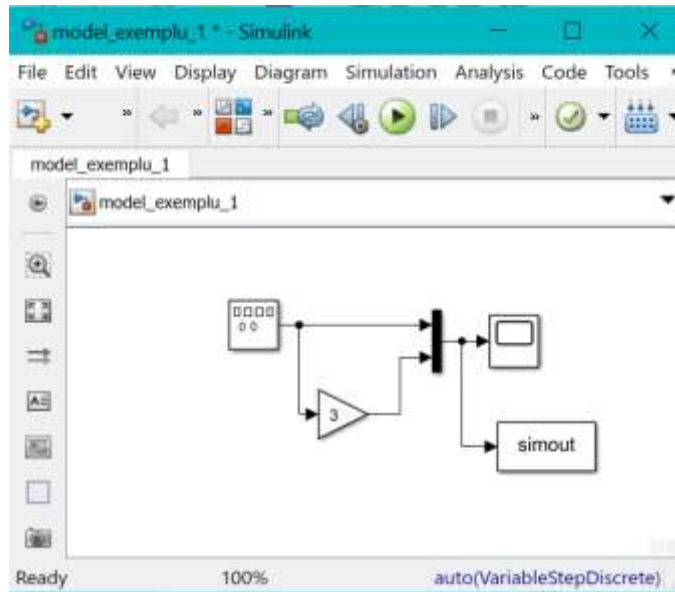 model_exemplu_1 * - Simulink
File Edit View Display Diagram Simulation Analysis Code Tools
model_exemplu_1
model_exemplu_1
3
simout
Ready 100% auto(VariableStepDiscrete)